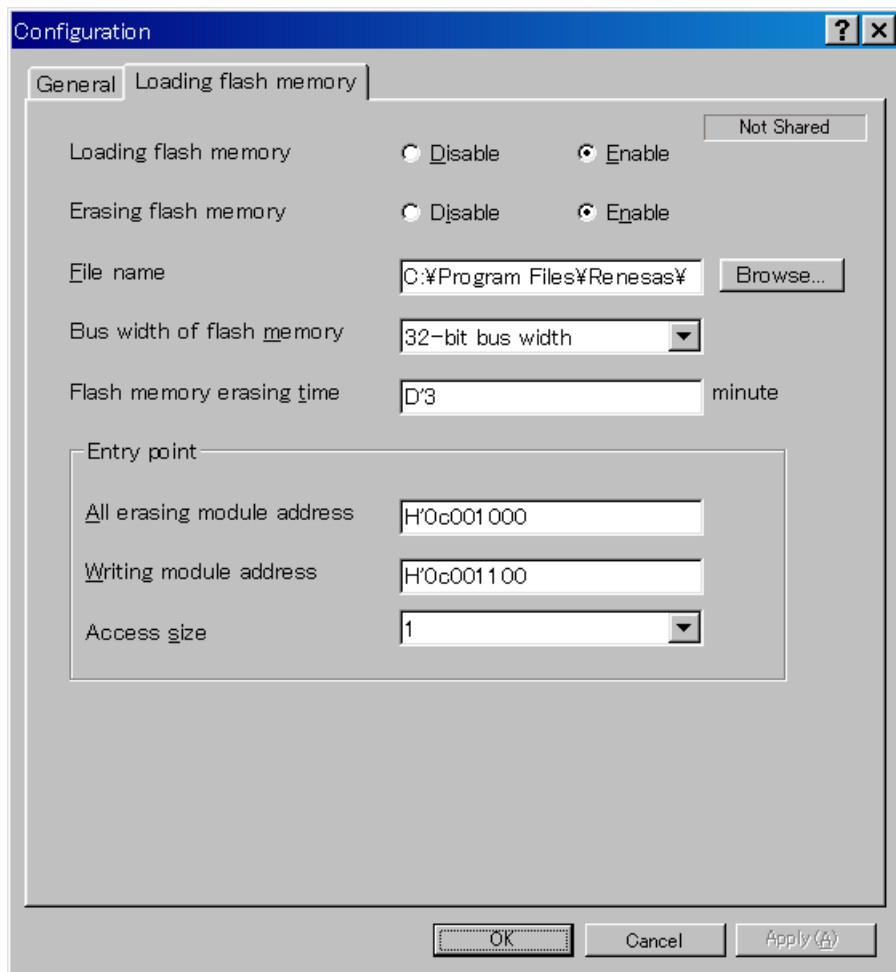 Configuration
General Loading flash memory
Not Shared
Loading flash memory Disable Enable
Erasing flash memory Disable Enable
File name C:¥Program Files¥Renesas¥ Browse...
Bus width of flash memory 32-bit bus width
Flash memory erasing time D'3 minute
Entry point
All erasing module address H'0c001000
Writing module address H'0c001100
Access size 1
OK Cancel Apply(A)